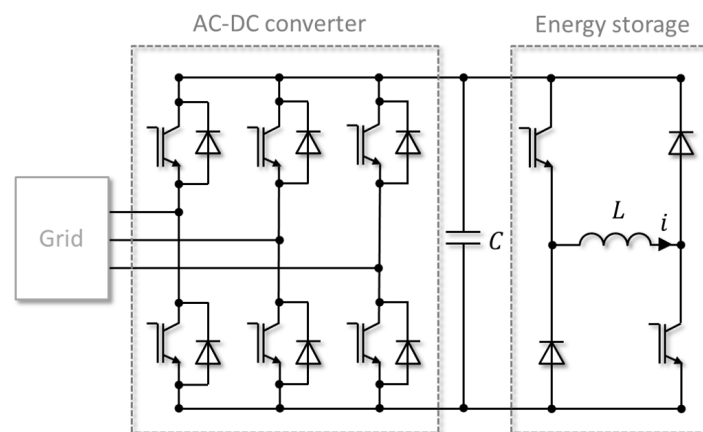 AC-DC converter
Energy storage
Grid
L
i
C